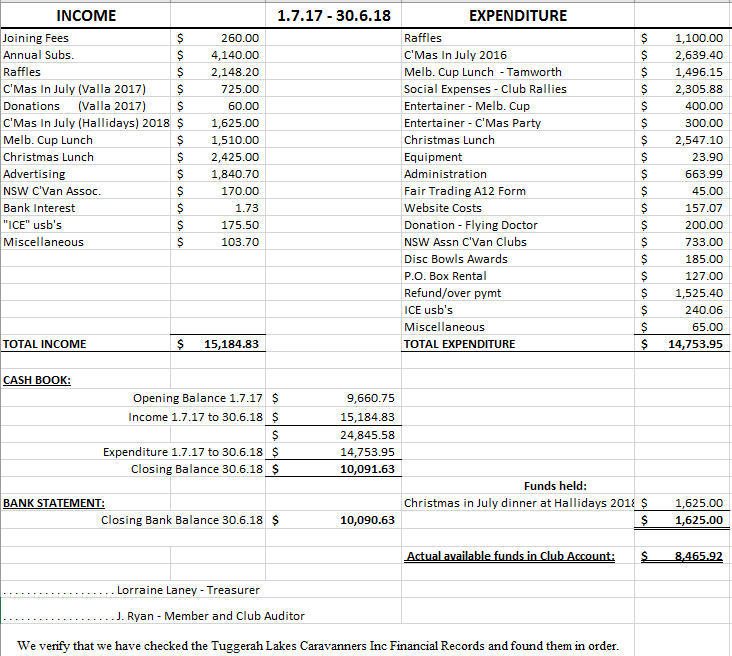 INCOME 1.7.17 - 30.6.18 EXPENDITURE
Joining Fees $ 260.00 Raffles $ 1,100.00
Annual Subs. $ 4,140.00 C'Mas In July 2016 $ 2,639.40
Raffles $ 2,148.20 Melb. Cup Lunch - Tamworth $ 1,496.15
C'Mas In July (Valla 2017) $ 725.00 Social Expenses - Club Rallies $ 2,305.88
Donations (Valla 2017) $ 60.00 Entertainer - Melb. Cup $ 400.00
C'Mas In July (Hallidays) 2018 $ 1,625.00 Entertainer - C'Mas Party $ 300.00
Melb. Cup Lunch $ 1,510.00 Christmas Lunch $ 2,547.10
Christmas Lunch $ 2,425.00 Equipment $ 23.90
Advertising $ 1,840.70 Administration $ 663.99
NSW C'Van Assoc. $ 170.00 Fair Trading A12 Form $ 45.00
Bank Interest $ 1.73 Website Costs $ 157.07
"ICE" usb's $ 175.50 Donation - Flying Doctor $ 200.00
Miscellaneous $ 103.70 NSW Assn C'Van Clubs $ 733.00
Disc Bowls Awards $ 185.00
P.O. Box Rental $ 127.00
Refund/over pymt $ 1,525.40
ICE usb's $ 240.06
Miscellaneous $ 65.00
TOTAL INCOME $ 15,184.83 TOTAL EXPENDITURE $ 14,753.95
CASH BOOK:
Opening Balance 1.7.17 $ 9,660.75
Income 1.7.17 to 30.6.18 $ 15,184.83
$ 24,845.58
Expenditure 1.7.17 to 30.6.18 $ 14,753.95
Closing Balance 30.6.18 $ 10,091.63
Funds held:
BANK STATEMENT: Christmas in July dinner at Hallidays 2018 $ 1,625.00
Closing Bank Balance 30.6.18 $ 10,090.63 $ 1,625.00
Actual available funds in Club Account: $ 8,465.92
. . . . . . . . . . . . . . . . . . Lorraine Laney - Treasurer
. . . . . . . . . . . . . . . . . . J. Ryan - Member and Club Auditor
We verify that we have checked the Tuggerah Lakes Caravanners Inc Financial Records and found them in order.